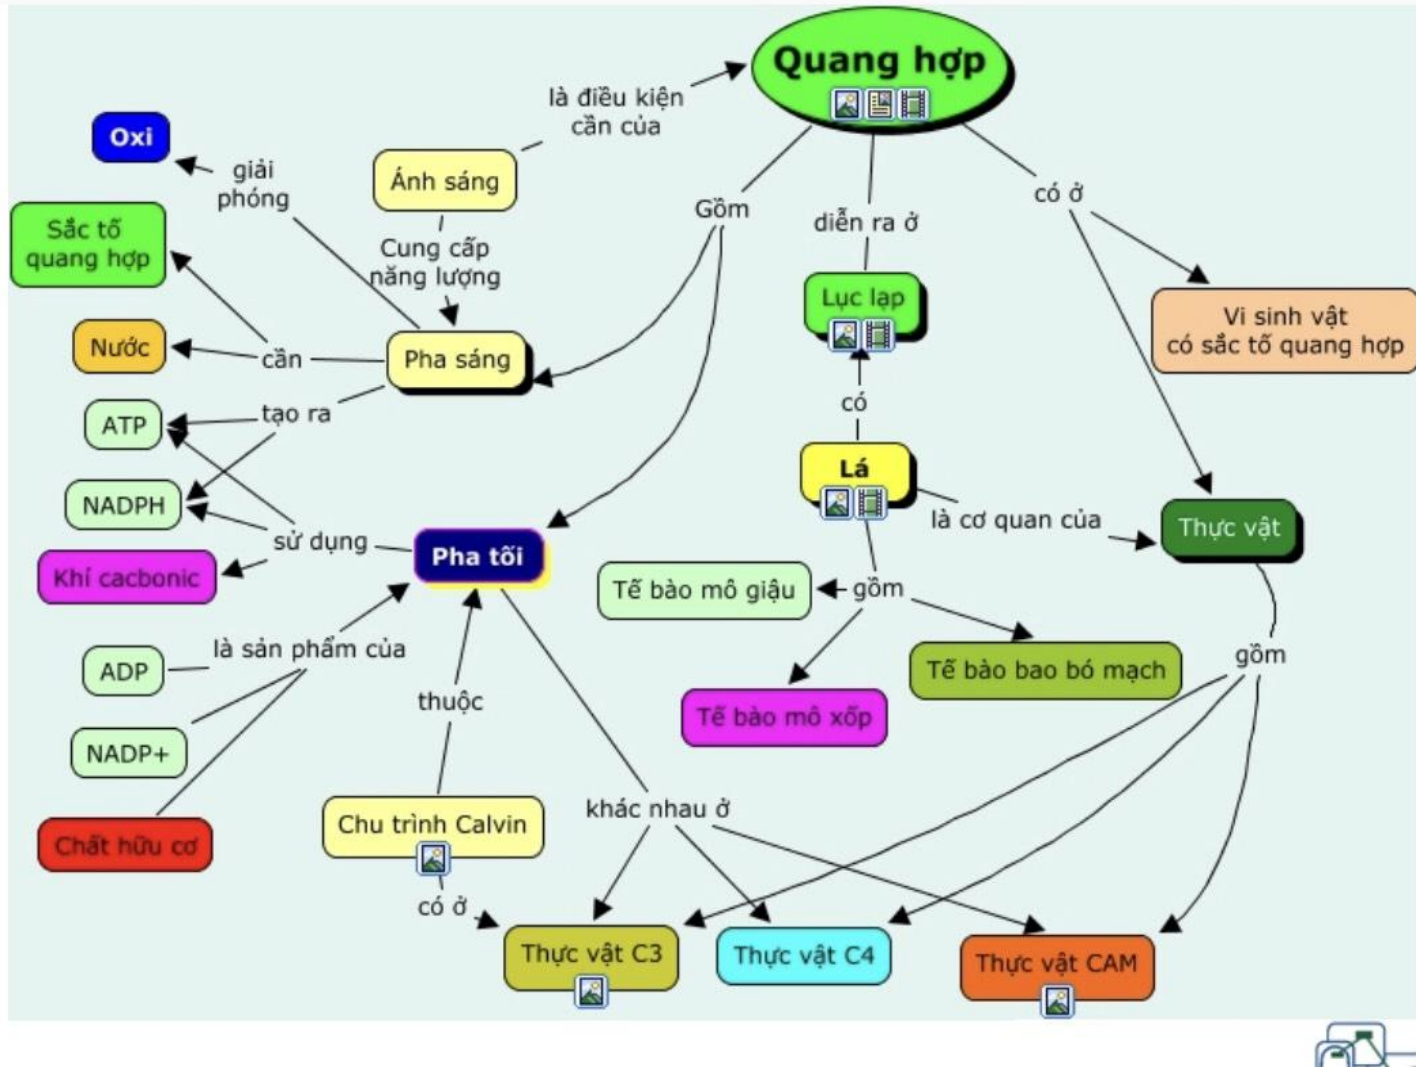 Quang hợp
là điều kiện
cần của
Oxi
giải
phóng
Ánh sáng
Sắc tố
quang hợp
Cung cấp
năng lượng
Gồm
diễn ra ở
có ở
Lục lạp
Vi sinh vật
có sắc tố quang hợp
Nước
cần
Pha sáng
ATP
tạo ra
có
Lá
NADPH
sử dụng
là cơ quan của
Thực vật
Khí cacbonic
Pha tối
Tế bào mô giậu
gồm
ADP
là sản phẩm của
Tế bào bao bó mạch
gồm
thuộc
Tế bào mô xốp
NADP+
Chất hữu cơ
Chu trình Calvin
khác nhau ở
có ở
Thực vật C3
Thực vật C4
Thực vật CAM